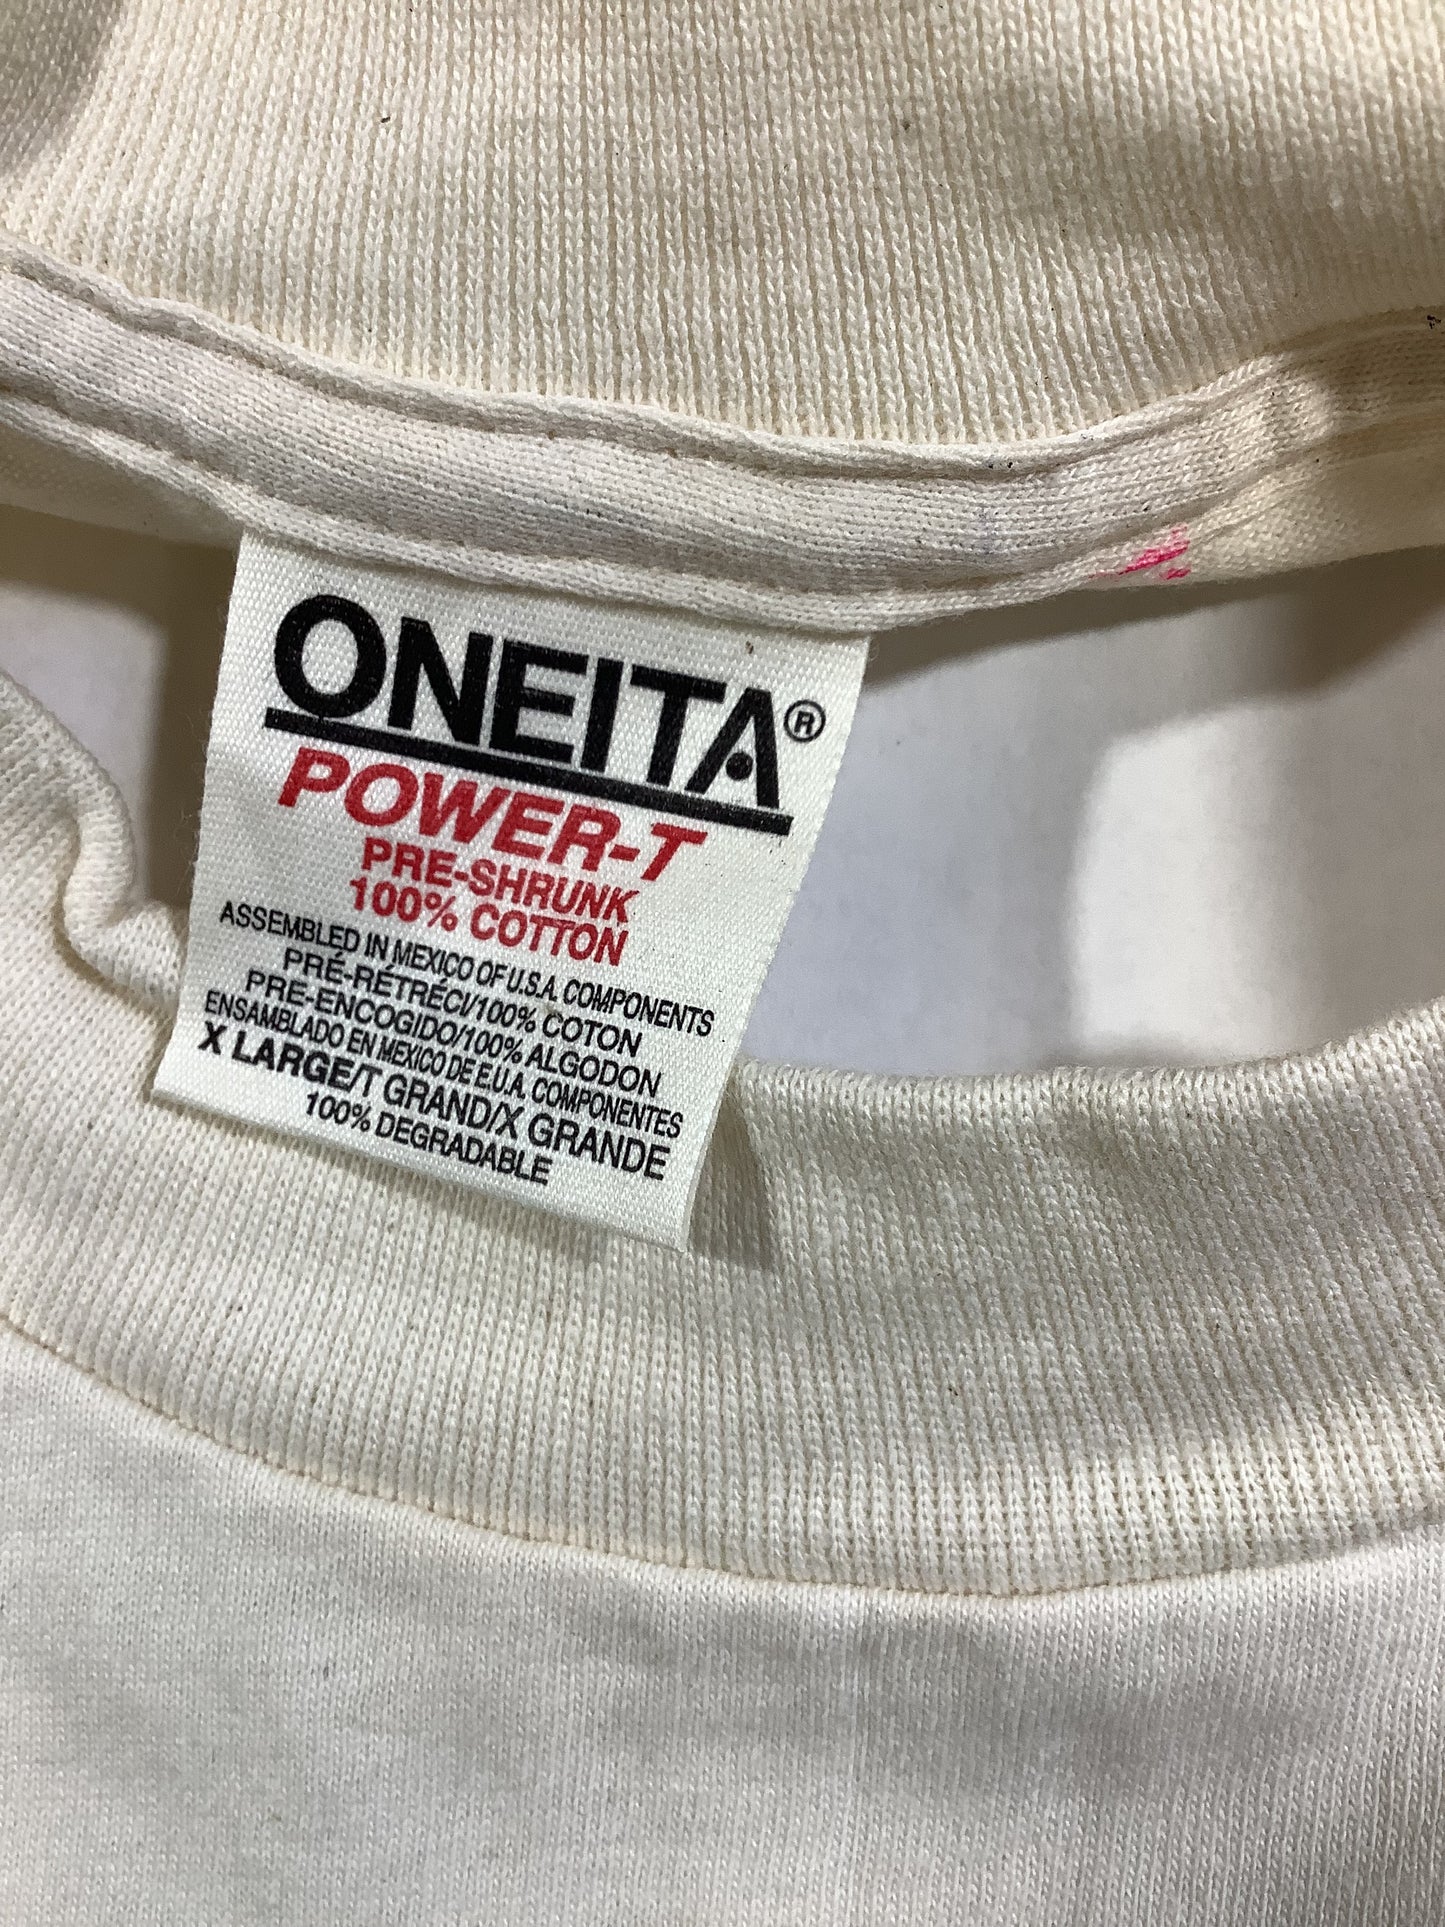 ONEITA®
POWER-T
PRE-SHRUNK
100% COTTON
ASSEMBLED IN MEXICO OF U.S.A. COMPONENTS
PRÉ-RÉTRÉCI/100% COTON
PRE-ENCOGIDO/100% ALGODON
ENSAMBLADO EN MEXICO DE E.U.A. COMPONENTES
X LARGE/T GRAND/X GRANDE
100% DEGRADABLE